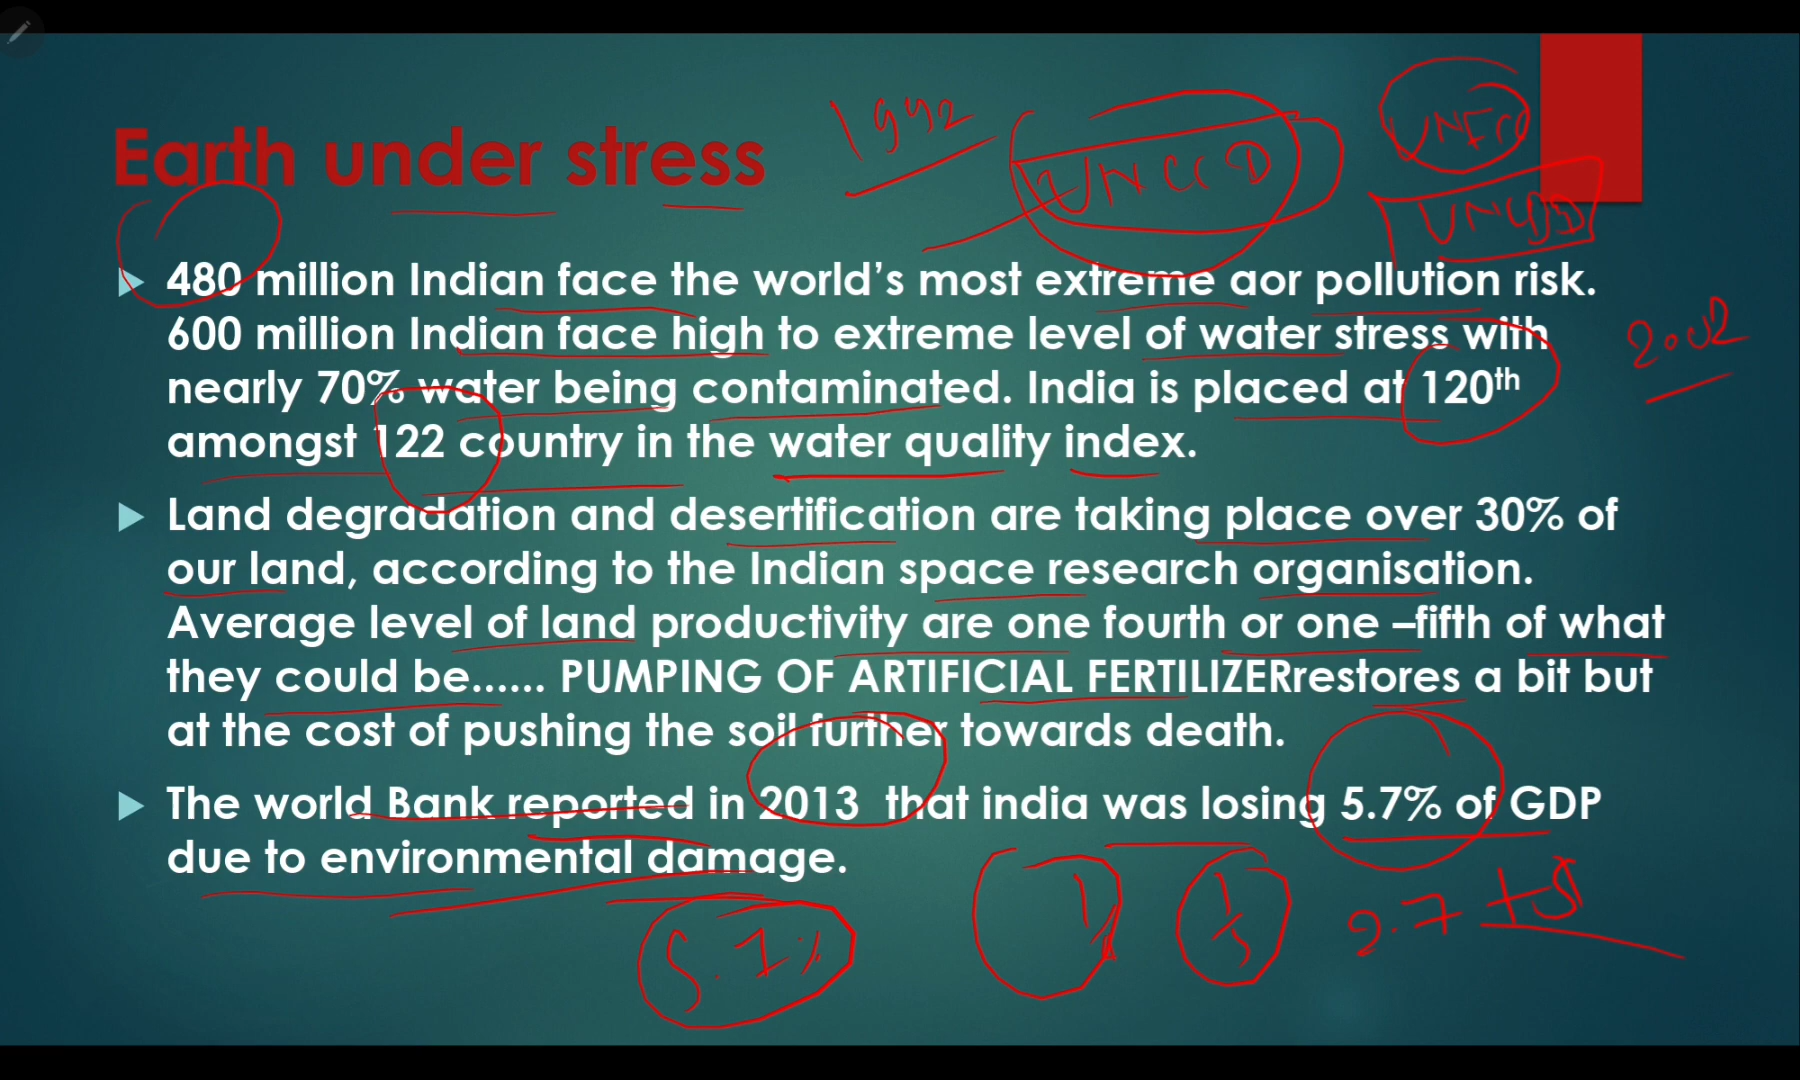 Earth under stress
1992
UNCCD
UNFCC
480 million Indian face the world’s most extreme aor pollution risk.
600 million Indian face high to extreme level of water stress with
nearly 70% water being contaminated. India is placed at 120th
amongst 122 country in the water quality index.
2002
Land degradation and desertification are taking place over 30% of
our land, according to the Indian space research organisation.
Average level of land productivity are one fourth or one –fifth of what
they could be...... PUMPING OF ARTIFICIAL FERTILIZERrestores a bit but
at the cost of pushing the soil further towards death.
The world Bank reported in 2013 that india was losing 5.7% of GDP
due to environmental damage.
5.7%
1/5
2.7